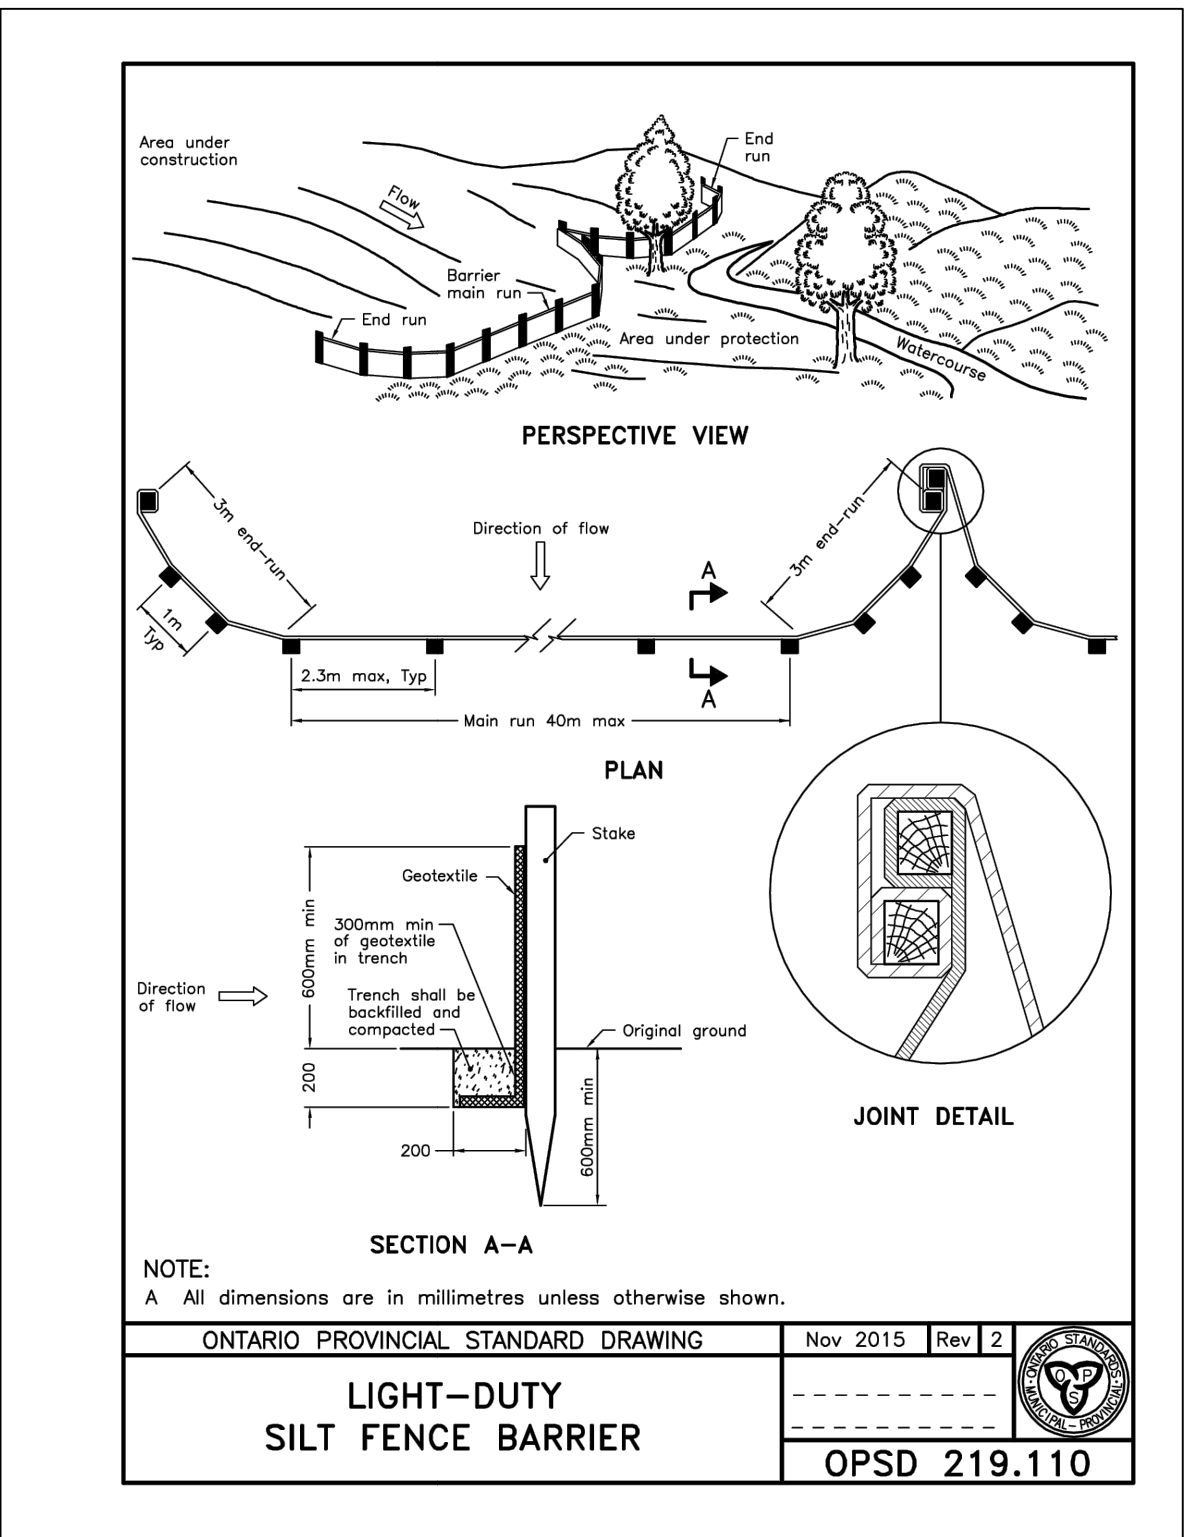 Area under
construction
End
run
Flow
Barrier
main run
End run
Area under protection
Watercourse
PERSPECTIVE VIEW
3m end-run
Direction of flow
3m end-run
A
1m
Typ
2.3m max, Typ
A
Main run 40m max
PLAN
Stake
Geotextile
600mm min
300mm min
of geotextile
in trench
Direction
of flow
Trench shall be
backfilled and
compacted
Original ground
200
600mm min
200
JOINT DETAIL
SECTION A-A
NOTE:
A All dimensions are in millimetres unless otherwise shown.
ONTARIO PROVINCIAL STANDARD DRAWING
Nov 2015 Rev 2
LIGHT-DUTY
SILT FENCE BARRIER
ONTARIO STANDARDS
MUNICIPAL - PROVINCIAL
O P
S
OPSD 219.110